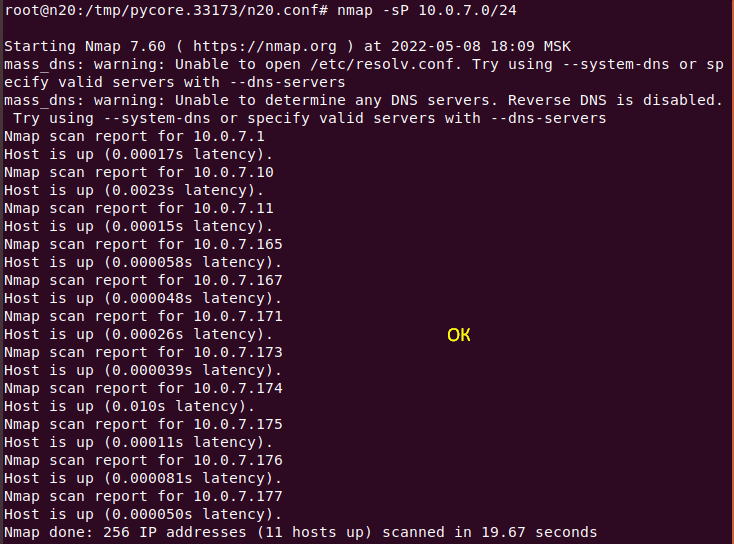 root@n20:/tmp/pycore.33173/n20.conf# nmap -sP 10.0.7.0/24
Starting Nmap 7.60 ( https://nmap.org ) at 2022-05-08 18:09 MSK
mass_dns: warning: Unable to open /etc/resolv.conf. Try using --system-dns or sp
ecify valid servers with --dns-servers
mass_dns: warning: Unable to determine any DNS servers. Reverse DNS is disabled.
 Try using --system-dns or specify valid servers with --dns-servers
Nmap scan report for 10.0.7.1
Host is up (0.00017s latency).
Nmap scan report for 10.0.7.10
Host is up (0.0023s latency).
Nmap scan report for 10.0.7.11
Host is up (0.00015s latency).
Nmap scan report for 10.0.7.165
Host is up (0.000058s latency).
Nmap scan report for 10.0.7.167
Host is up (0.000048s latency).
Nmap scan report for 10.0.7.171
Host is up (0.00026s latency).
ОК
Nmap scan report for 10.0.7.173
Host is up (0.000039s latency).
Nmap scan report for 10.0.7.174
Host is up (0.010s latency).
Nmap scan report for 10.0.7.175
Host is up (0.00011s latency).
Nmap scan report for 10.0.7.176
Host is up (0.000081s latency).
Nmap scan report for 10.0.7.177
Host is up (0.000050s latency).
Nmap done: 256 IP addresses (11 hosts up) scanned in 19.67 seconds